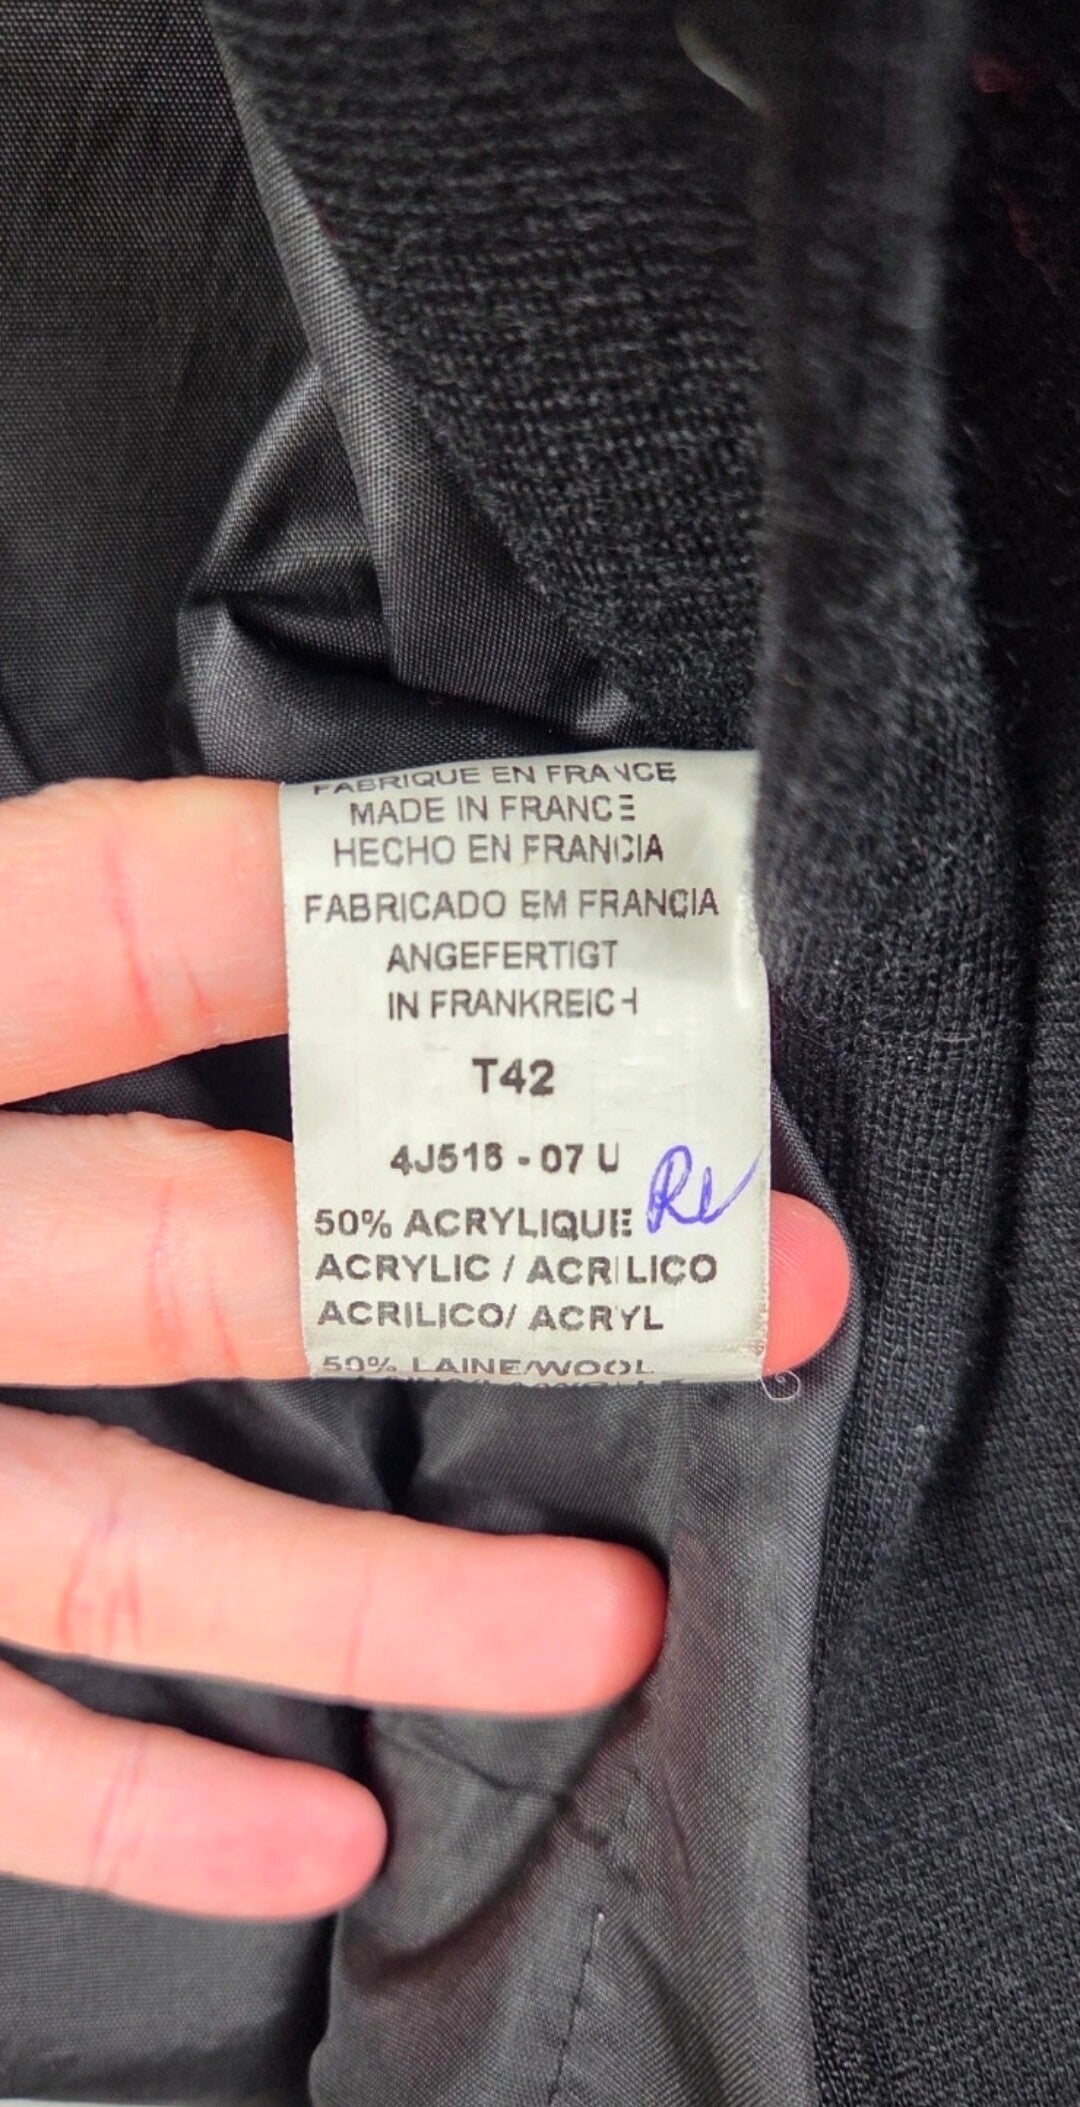 FABRIQUE EN FRANCE
MADE IN FRANCE
HECHO EN FRANCIA
FABRICADO EM FRANCIA
ANGEFERTIGT
IN FRANKREICH
T42
4J516 - 07 U
50% ACRYLIQUE
ACRYLIC / ACRILICO
ACRILICO/ ACRYL
50% LAINE/WOOL